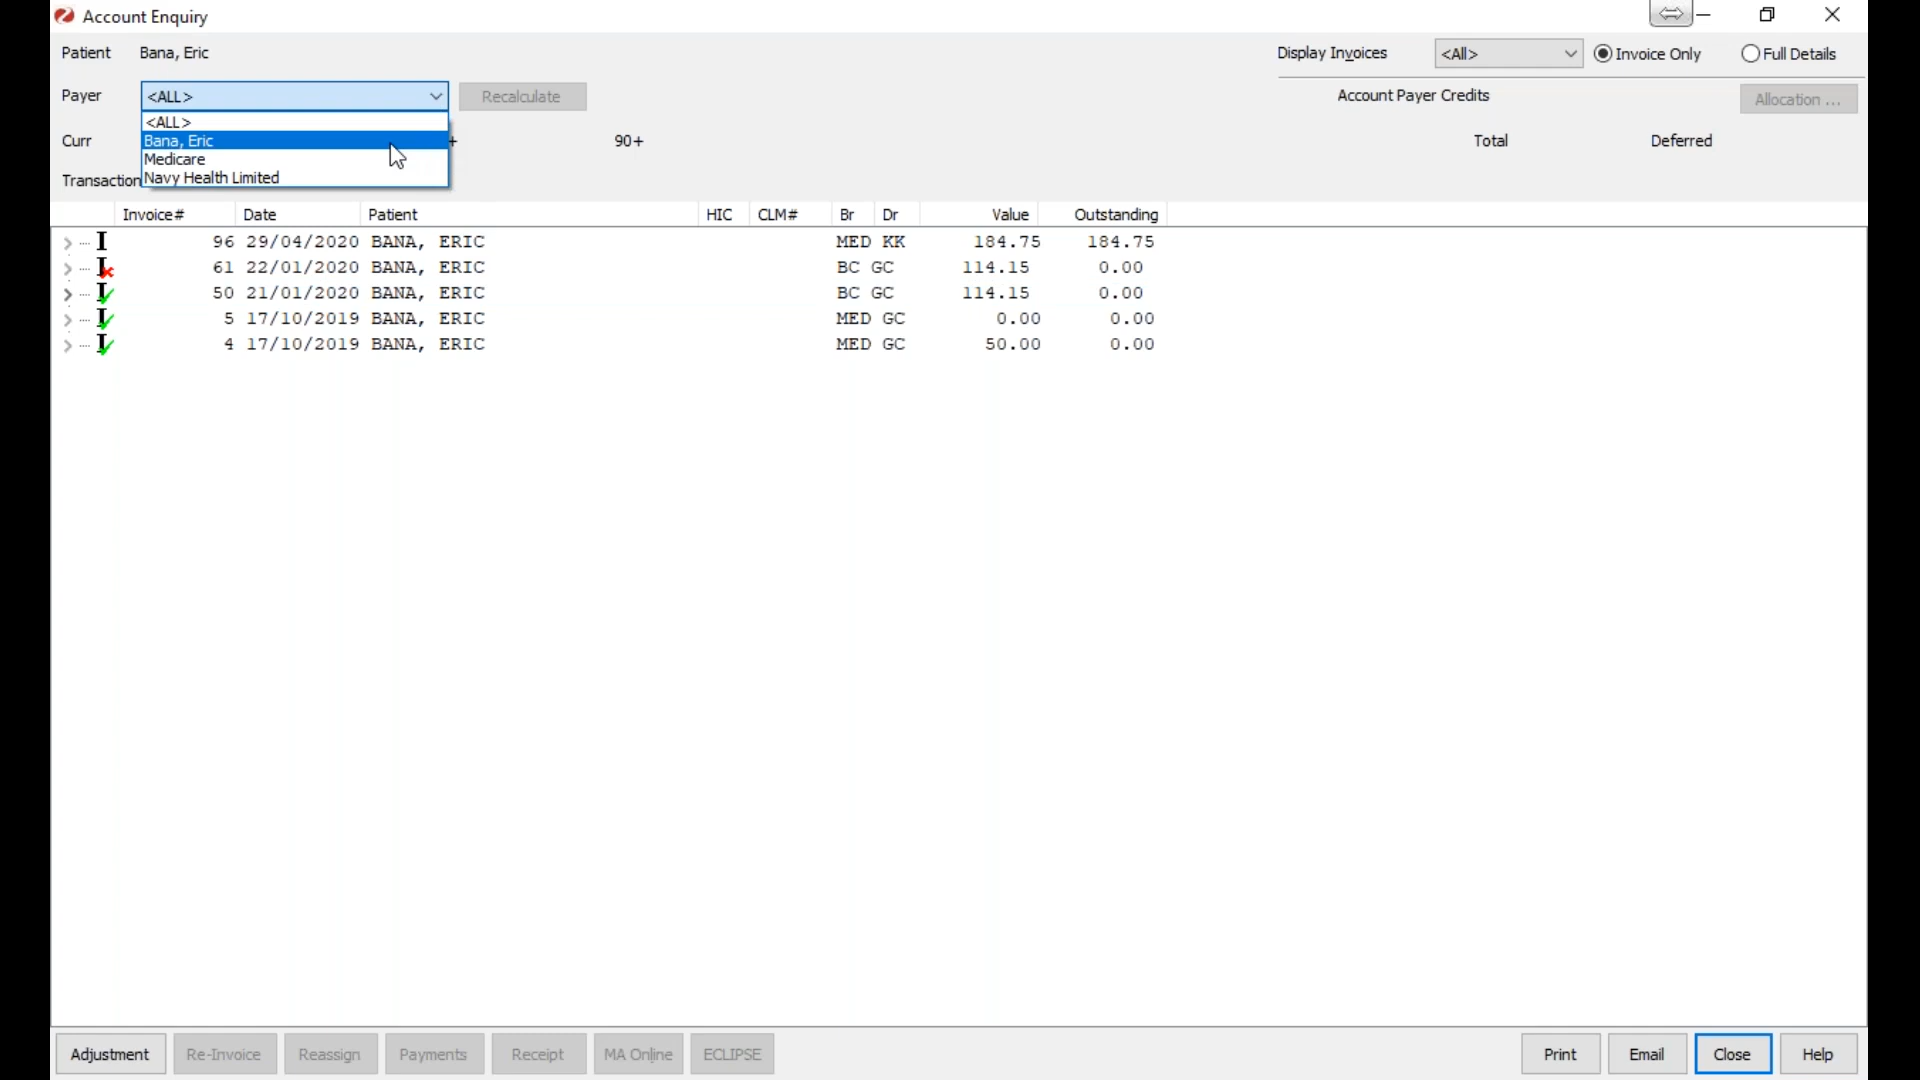 Account Enquiry
Patient Bana, Eric Display Invoices <All> Invoice Only Full Details
Payer <ALL> Recalculate Account Payer Credits Allocation ...
<ALL>
Curr Bana, Eric + 90+ Total Deferred
Medicare
Transaction Navy Health Limited
Invoice# Date Patient HIC CLM# Br Dr Value Outstanding
96 29/04/2020 BANA, ERIC MED KK 184.75 184.75
61 22/01/2020 BANA, ERIC BC GC 114.15 0.00
50 21/01/2020 BANA, ERIC BC GC 114.15 0.00
5 17/10/2019 BANA, ERIC MED GC 0.00 0.00
4 17/10/2019 BANA, ERIC MED GC 50.00 0.00
Adjustment Re-Invoice Reassign Payments Receipt MA Online ECLIPSE Print Email Close Help